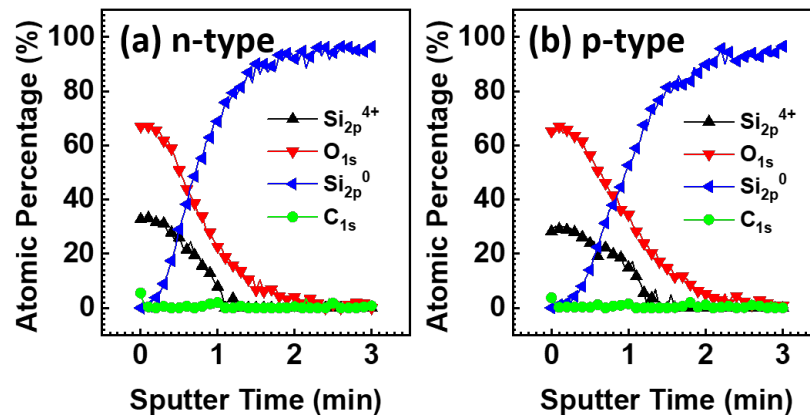 (a) n-type
Atomic Percentage (%)
100
80
60
40
20
0
Si2p4+
O1s
Si2p0
C1s
0 1 2 3
Sputter Time (min)
(b) p-type
Atomic Percentage (%)
100
80
60
40
20
0
Si2p4+
O1s
Si2p0
C1s
0 1 2 3
Sputter Time (min)